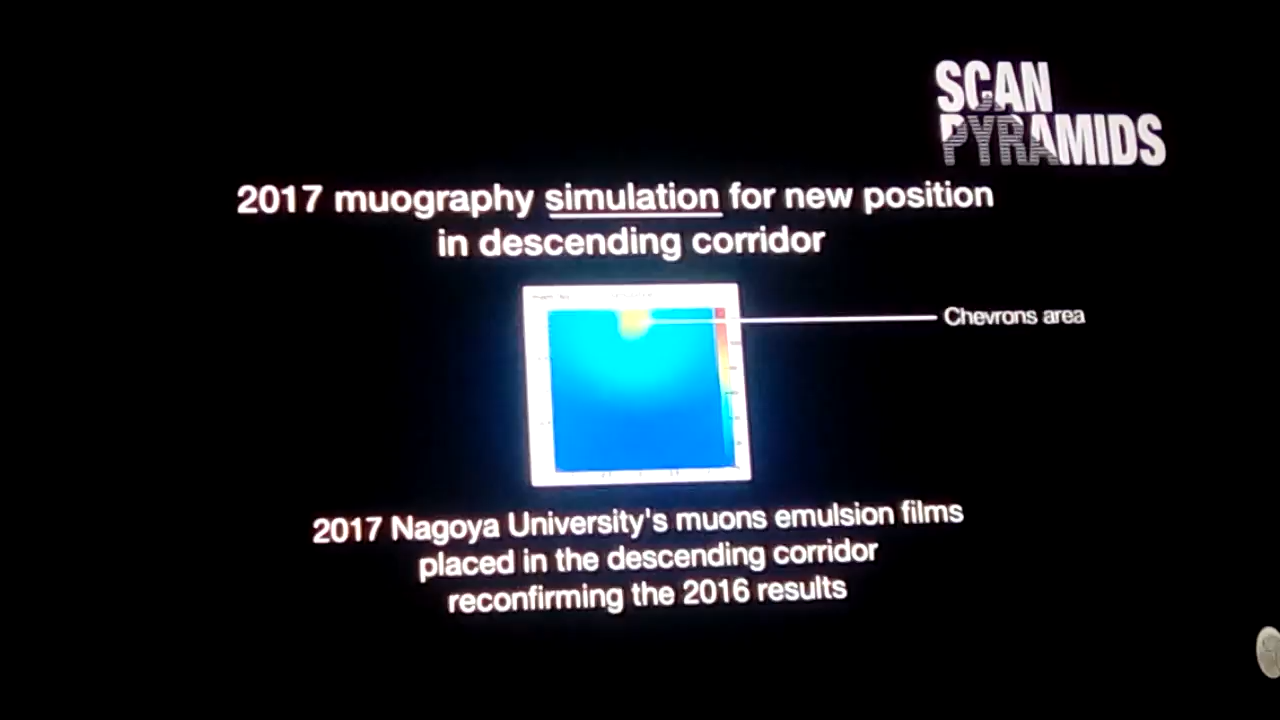 SCAN
PYRAMIDS
2017 muography simulation for new position
in descending corridor
Chevrons area
2017 Nagoya University's muons emulsion films
placed in the descending corridor
reconfirming the 2016 results